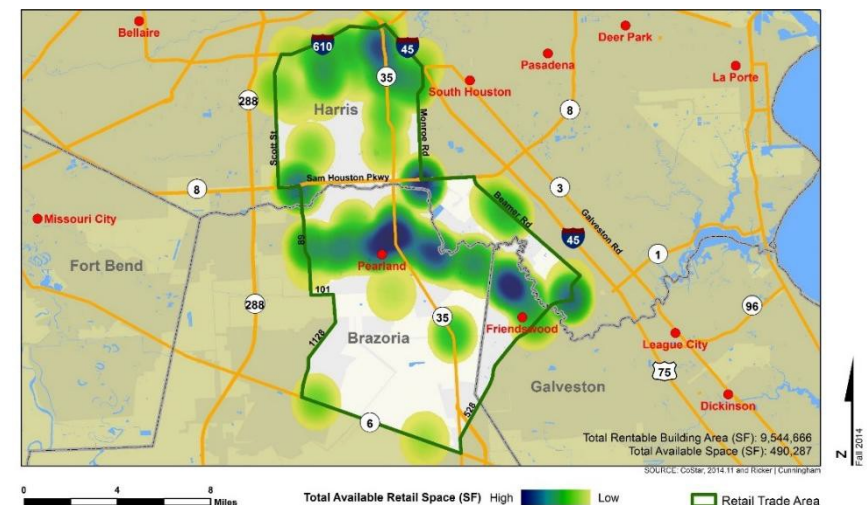 Bellaire
610
45
Deer Park
Pasadena
La Porte
35
South Houston
288
Harris
8
Scott St
Monroe Rd
Sam Houston Pkwy
8
3
Missouri City
Beamer Rd
Galveston Rd
45
89
1
Fort Bend
Pearland
101
288
96
35
Friendswood
Brazoria
1128
League City
75
Galveston
Dickinson
6
528
Total Rentable Building Area (SF): 9,544,666
Total Available Space (SF): 490,287
SOURCE: CoStar, 2014.11 and Ricker | Cunningham
Z
Fall 2014
0 4 8
Miles
Total Available Retail Space (SF) High Low
Retail Trade Area